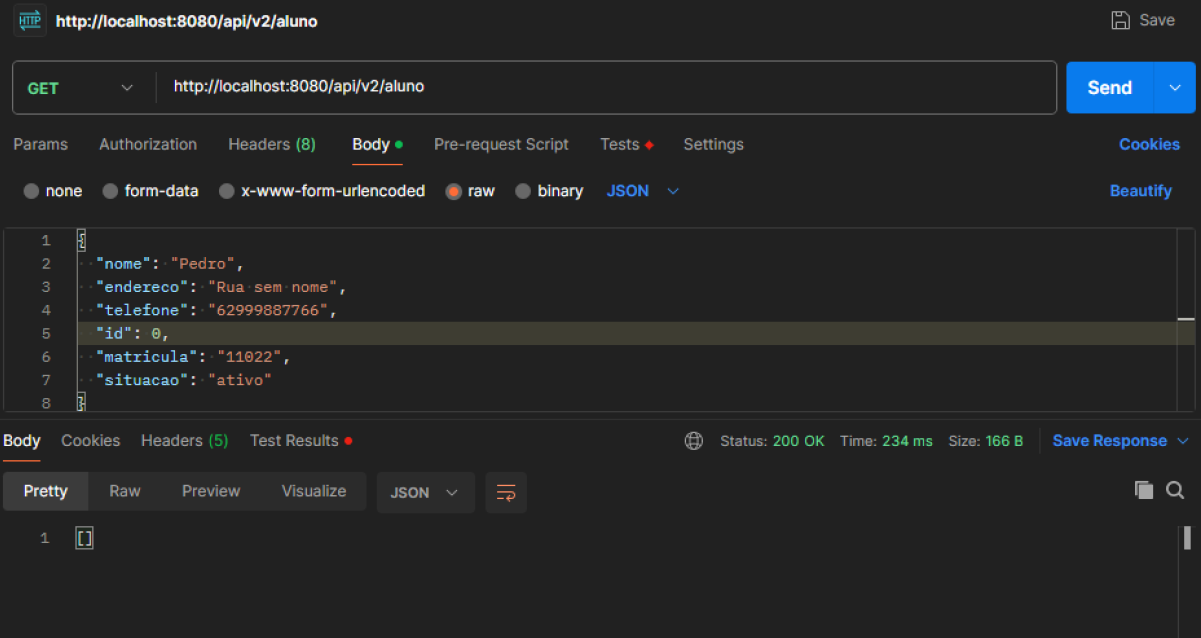 HTTP http://localhost:8080/api/v2/aluno Save
GET http://localhost:8080/api/v2/aluno Send
Params Authorization Headers (8) Body Pre-request Script Tests Settings Cookies
none form-data x-www-form-urlencoded raw binary JSON Beautify
1 {
2 "nome": "Pedro",
3 "endereco": "Rua sem nome",
4 "telefone": "62999887766",
5 "id": 0,
6 "matricula": "11022",
7 "situacao": "ativo"
8 }
Body Cookies Headers (5) Test Results Status: 200 OK Time: 234 ms Size: 166 B Save Response
Pretty Raw Preview Visualize JSON
1 []